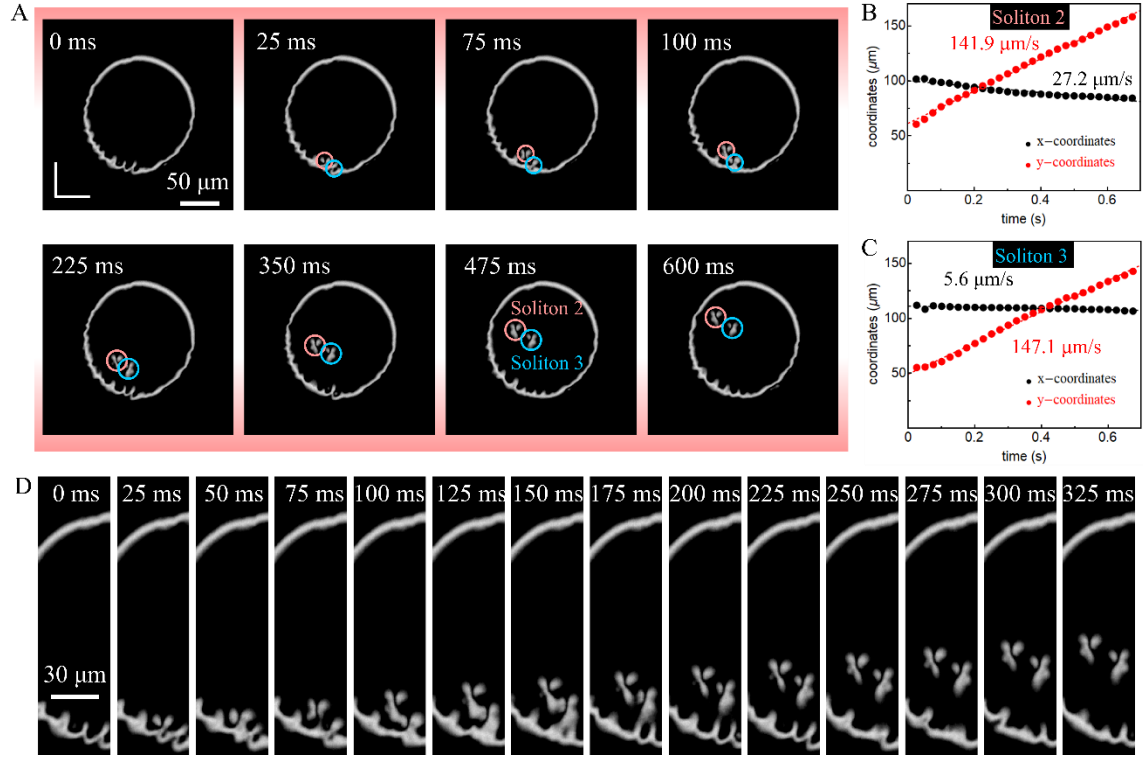 A
0 ms
25 ms
75 ms
100 ms
50 μm
225 ms
350 ms
475 ms
600 ms
Soliton 2
Soliton 3
B
Soliton 2
141.9 μm/s
27.2 μm/s
coordinates (μm)
150
100
50
x−coordinates
y−coordinates
0.2
0.4
0.6
time (s)
C
Soliton 3
5.6 μm/s
147.1 μm/s
coordinates (μm)
150
100
50
x−coordinates
y−coordinates
0.2
0.4
0.6
time (s)
D
0 ms
25 ms
50 ms
75 ms
100 ms
125 ms
150 ms
175 ms
200 ms
225 ms
250 ms
275 ms
300 ms
325 ms
30 μm